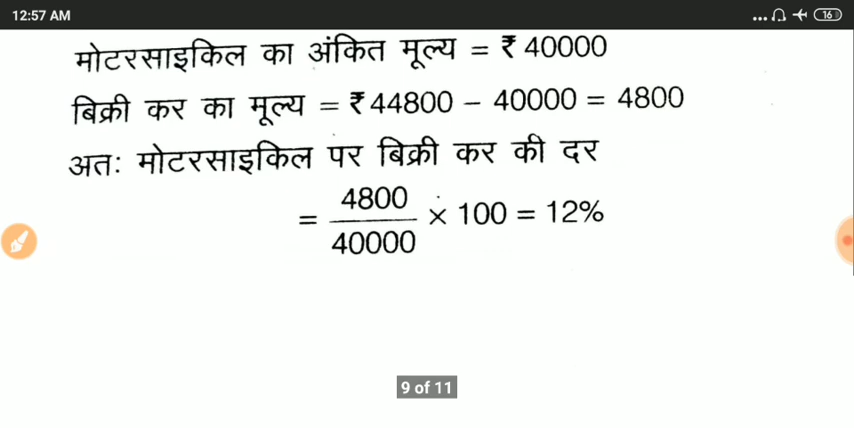 12:57 AM
... 16
मोटरसाइकिल का अंकित मूल्य = ₹ 40000
बिक्री कर का मूल्य = ₹ 44800 – 40000 = 4800
अतः मोटरसाइकिल पर बिक्री कर की दर
= 4800/40000 × 100 = 12%
9 of 11